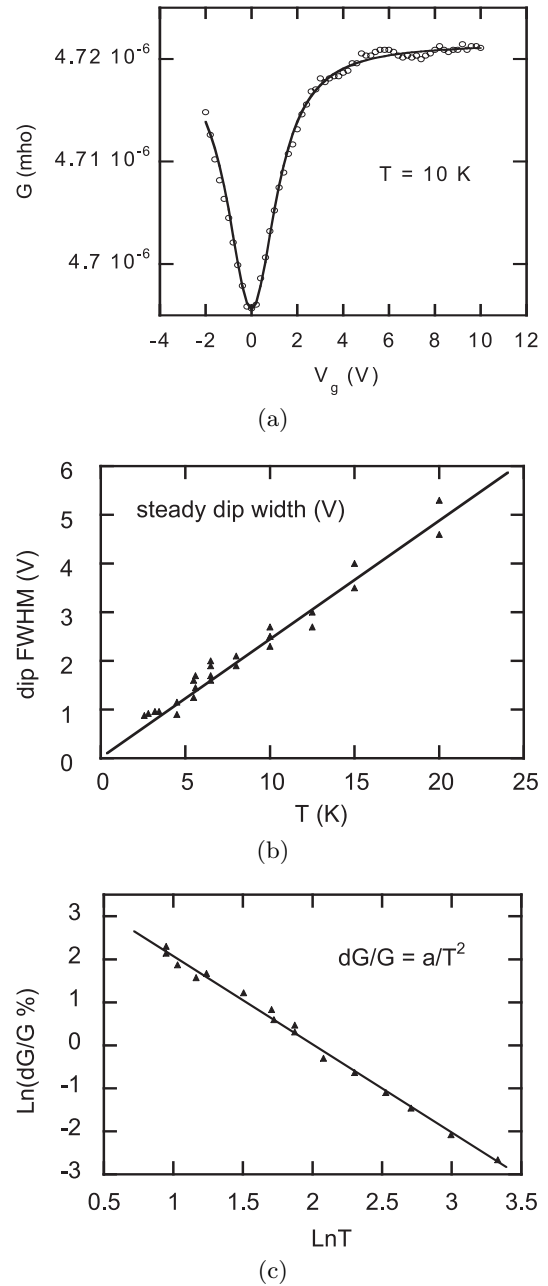 G (mho)
4.72 10⁻⁶
4.71 10⁻⁶
4.7 10⁻⁶
T = 10 K
-4 -2 0 2 4 6 8 10 12
V_g (V)
(a)
dip FWHM (V)
6
5
4
3
2
1
0
steady dip width (V)
0 5 10 15 20 25
T (K)
(b)
Ln(dG/G %)
3
2
1
0
-1
-2
-3
dG/G = a/T²
0.5 1 1.5 2 2.5 3 3.5
LnT
(c)